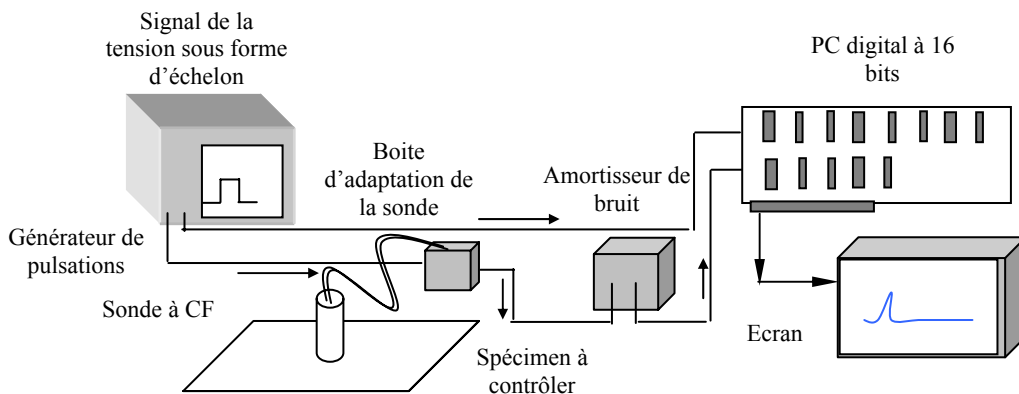 Signal de la
tension sous forme
d'échelon
PC digital à 16
bits
Boite
d'adaptation de
la sonde
Amortisseur de
bruit
Générateur de
pulsations
Sonde à CF
Ecran
Spécimen à
contrôler